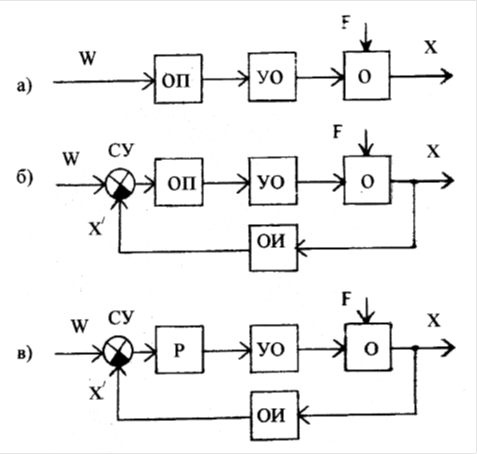 W
F
X
а)
ОП
УО
О
W
СУ
F
X
б)
ОП
УО
О
X′
ОИ
W
СУ
F
X
в)
Р
УО
О
X′
ОИ